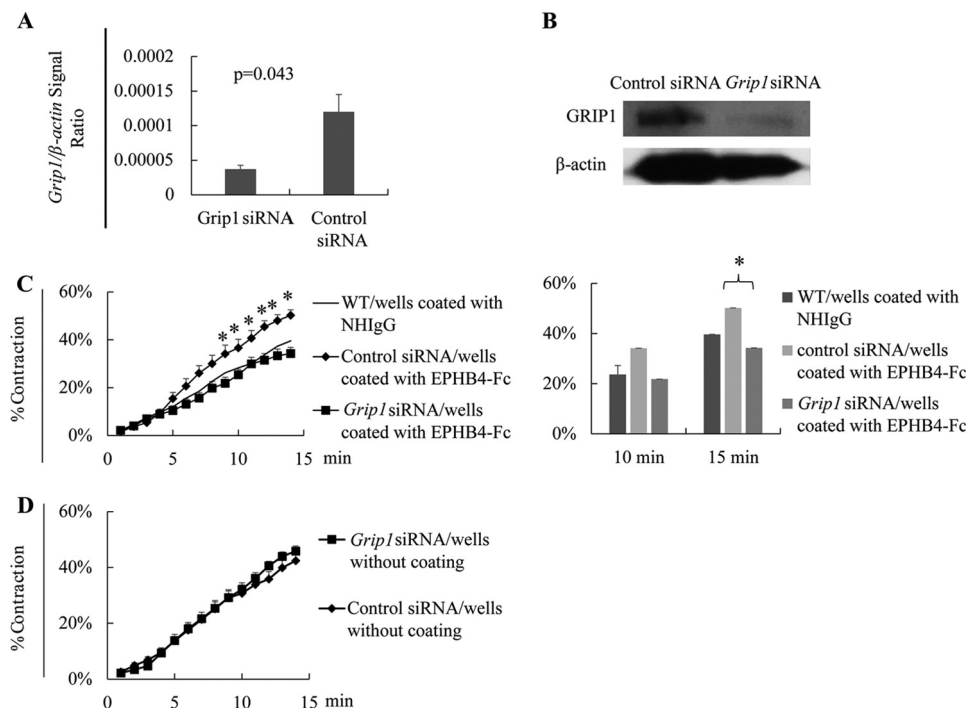 A
Grip1/β-actin Signal
Ratio
0.0002
0.00015
0.0001
0.00005
0
p=0.043
Grip1 siRNA
Control
siRNA
B
Control siRNA Grip1 siRNA
GRIP1
β-actin
C
%Contraction
60%
40%
20%
0%
* * * ** *
0 5 10 15 min
WT/wells coated with
NHIgG
Control siRNA/wells
coated with EPHB4-Fc
Grip1 siRNA/wells
coated with EPHB4-Fc
60%
40%
20%
0%
*
10 min 15 min
WT/wells coated with
NHIgG
control siRNA/wells
coated with EPHB4-Fc
Grip1 siRNA/wells
coated with EPHB4-Fc
D
%Contraction
60%
40%
20%
0%
0 5 10 15 min
Grip1 siRNA/wells
without coating
Control siRNA/wells
without coating